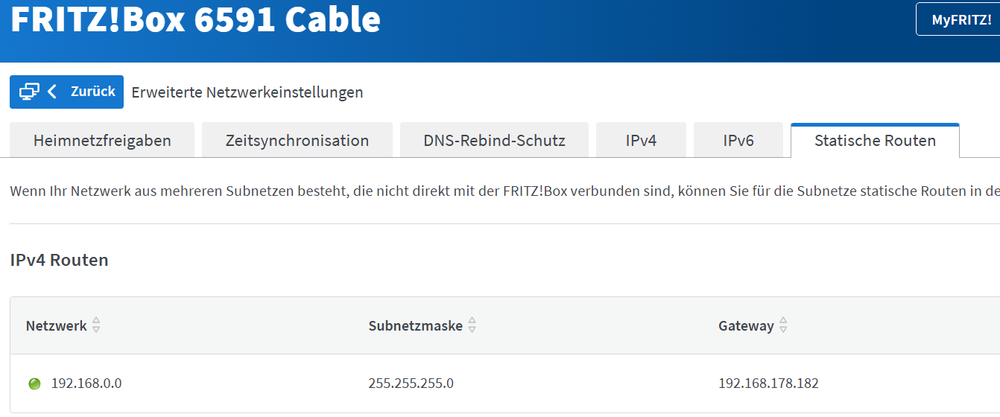 FRITZ!Box 6591 Cable
MyFRITZ!
Zurück Erweiterte Netzwerkeinstellungen
Heimnetzfreigaben Zeitsynchronisation DNS-Rebind-Schutz IPv4 IPv6 Statische Routen
Wenn Ihr Netzwerk aus mehreren Subnetzen besteht, die nicht direkt mit der FRITZ!Box verbunden sind, können Sie für die Subnetze statische Routen in de
IPv4 Routen
Netzwerk Subnetzmaske Gateway
192.168.0.0 255.255.255.0 192.168.178.182